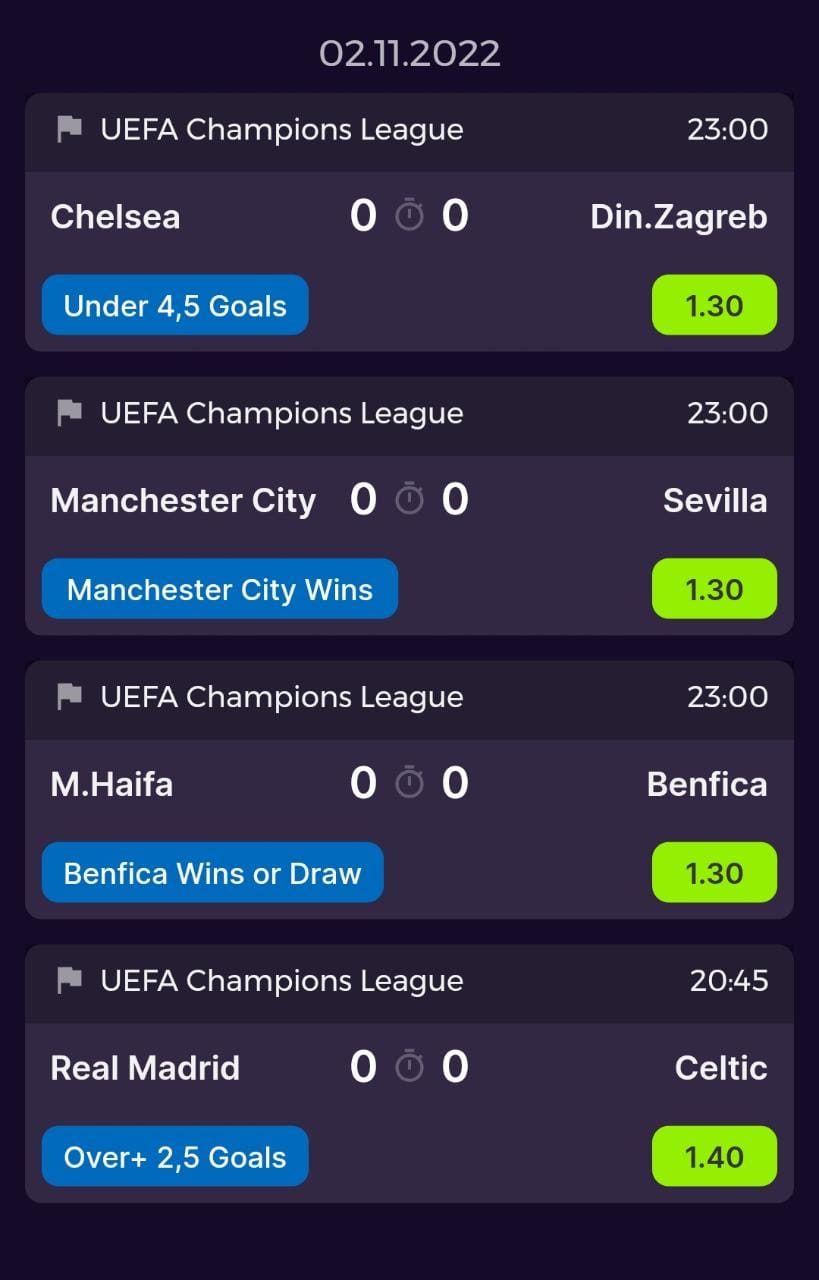 02.11.2022
UEFA Champions League 23:00
Chelsea 0 0 Din.Zagreb
Under 4,5 Goals 1.30
UEFA Champions League 23:00
Manchester City 0 0 Sevilla
Manchester City Wins 1.30
UEFA Champions League 23:00
M.Haifa 0 0 Benfica
Benfica Wins or Draw 1.30
UEFA Champions League 20:45
Real Madrid 0 0 Celtic
Over+ 2,5 Goals 1.40